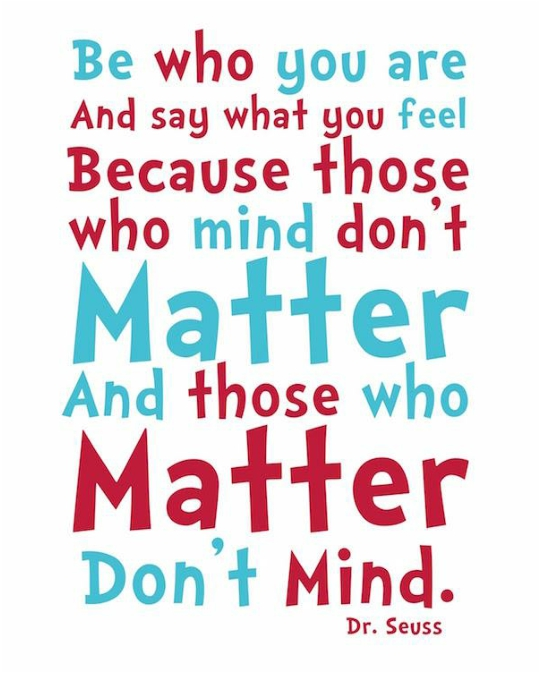 Be who you are
And say what you feel
Because those
who mind don't
Matter
And those who
Matter
Don't Mind.
Dr. Seuss